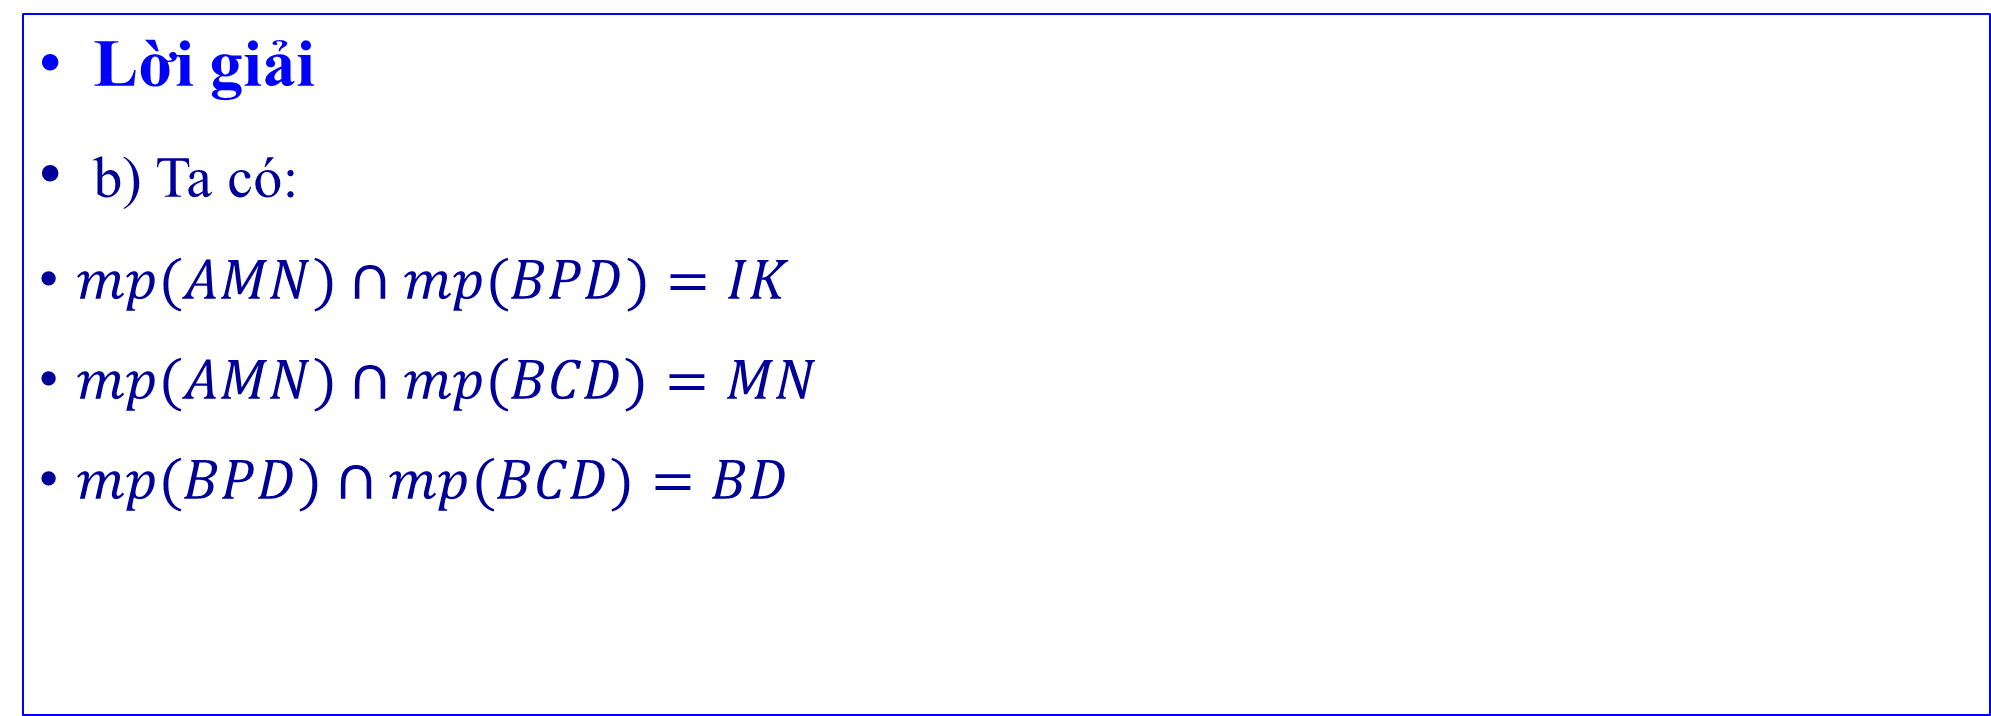 • Lời giải
• b) Ta có:
• mp(AMN) ∩ mp(BPD) = IK
• mp(AMN) ∩ mp(BCD) = MN
• mp(BPD) ∩ mp(BCD) = BD